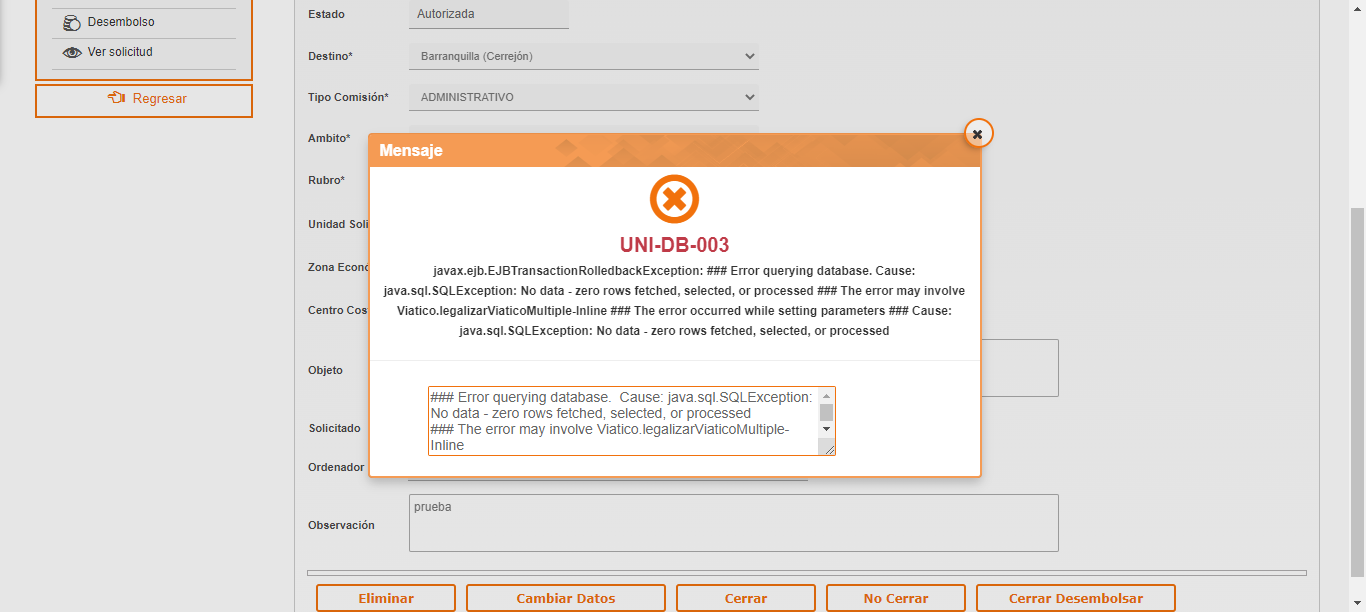 Desembolso
Ver solicitud
Regresar
Estado
Autorizada
Destino*
Barranquilla (Cerrejón)
Tipo Comisión*
ADMINISTRATIVO
Ambito*
Rubro*
Unidad Soli
Zona Econó
Centro Cos
Objeto
Solicitado
Ordenador
Observación
prueba
Mensaje
UNI-DB-003
javax.ejb.EJBTransactionRolledbackException: ### Error querying database. Cause:
java.sql.SQLException: No data - zero rows fetched, selected, or processed ### The error may involve
Viatico.legalizarViaticoMultiple-Inline ### The error occurred while setting parameters ### Cause:
java.sql.SQLException: No data - zero rows fetched, selected, or processed
### Error querying database.  Cause: java.sql.SQLException:
No data - zero rows fetched, selected, or processed
### The error may involve Viatico.legalizarViaticoMultiple-
Inline
Eliminar
Cambiar Datos
Cerrar
No Cerrar
Cerrar Desembolsar